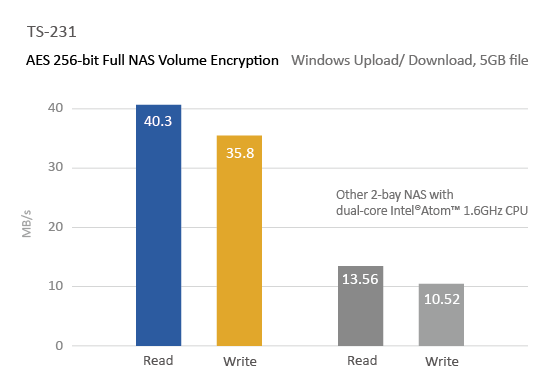 TS-231
AES 256-bit Full NAS Volume Encryption Windows Upload/ Download, 5GB file
MB/s
40
30
20
10
0
40.3
35.8
Other 2-bay NAS with
dual-core Intel®Atom™ 1.6GHz CPU
13.56
10.52
Read Write Read Write